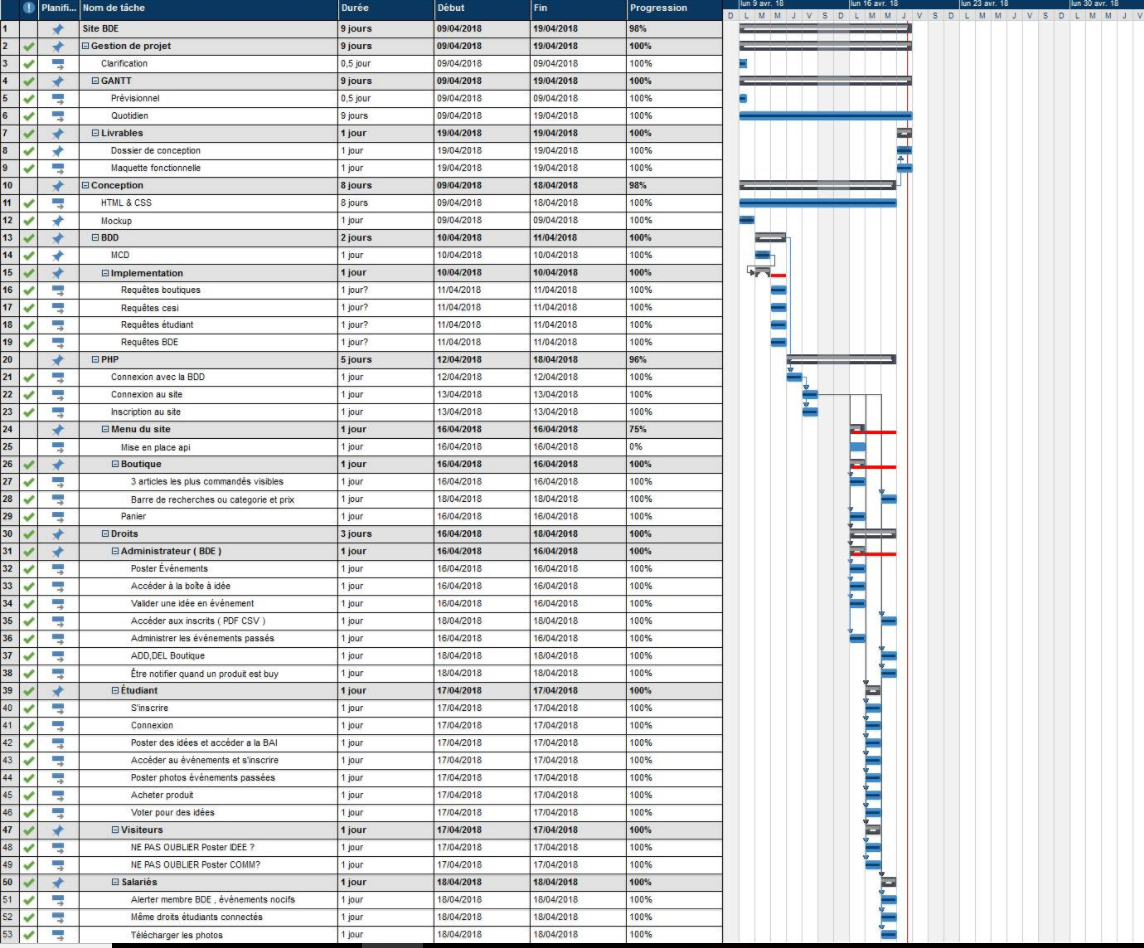 Planifi... Nom de tâche Durée Début Fin Progression lun 9 avr. 18 lun 16 avr. 18 lun 23 avr. 18 lun 30 avr. 18
D L M M J V S D L M M J V S D L M M J V S D L M M J V
1 Site BDE 9 jours 09/04/2018 19/04/2018 98%
2 Gestion de projet 9 jours 09/04/2018 19/04/2018 100%
3 Clarification 0,5 jour 09/04/2018 09/04/2018 100%
4 GANTT 9 jours 09/04/2018 19/04/2018 100%
5 Prévisionnel 0,5 jour 09/04/2018 09/04/2018 100%
6 Quotidien 9 jours 09/04/2018 19/04/2018 100%
7 Livrables 1 jour 19/04/2018 19/04/2018 100%
8 Dossier de conception 1 jour 19/04/2018 19/04/2018 100%
9 Maquette fonctionnelle 1 jour 19/04/2018 19/04/2018 100%
10 Conception 8 jours 09/04/2018 18/04/2018 98%
11 HTML & CSS 8 jours 09/04/2018 18/04/2018 100%
12 Mockup 1 jour 09/04/2018 09/04/2018 100%
13 BDD 2 jours 10/04/2018 11/04/2018 100%
14 MCD 1 jour 10/04/2018 10/04/2018 100%
15 Implementation 1 jour 10/04/2018 10/04/2018 100%
16 Requêtes boutiques 1 jour? 11/04/2018 11/04/2018 100%
17 Requêtes cesi 1 jour? 11/04/2018 11/04/2018 100%
18 Requêtes étudiant 1 jour? 11/04/2018 11/04/2018 100%
19 Requêtes BDE 1 jour? 11/04/2018 11/04/2018 100%
20 PHP 5 jours 12/04/2018 18/04/2018 96%
21 Connexion avec la BDD 1 jour 12/04/2018 12/04/2018 100%
22 Connexion au site 1 jour 13/04/2018 13/04/2018 100%
23 Inscription au site 1 jour 13/04/2018 13/04/2018 100%
24 Menu du site 1 jour 16/04/2018 16/04/2018 75%
25 Mise en place api 1 jour 16/04/2018 16/04/2018 0%
26 Boutique 1 jour 16/04/2018 16/04/2018 100%
27 3 articles les plus commandés visibles 1 jour 16/04/2018 16/04/2018 100%
28 Barre de recherches ou categorie et prix 1 jour 18/04/2018 18/04/2018 100%
29 Panier 1 jour 16/04/2018 16/04/2018 100%
30 Droits 3 jours 16/04/2018 18/04/2018 100%
31 Administrateur ( BDE ) 1 jour 16/04/2018 16/04/2018 100%
32 Poster Événements 1 jour 16/04/2018 16/04/2018 100%
33 Accéder à la boîte à idée 1 jour 16/04/2018 16/04/2018 100%
34 Valider une idée en événement 1 jour 16/04/2018 16/04/2018 100%
35 Accéder aux inscrits ( PDF CSV ) 1 jour 18/04/2018 18/04/2018 100%
36 Administrer les événements passés 1 jour 16/04/2018 16/04/2018 100%
37 ADD,DEL Boutique 1 jour 18/04/2018 18/04/2018 100%
38 Être notifier quand un produit est buy 1 jour 18/04/2018 18/04/2018 100%
39 Étudiant 1 jour 17/04/2018 17/04/2018 100%
40 S'inscrire 1 jour 17/04/2018 17/04/2018 100%
41 Connexion 1 jour 17/04/2018 17/04/2018 100%
42 Poster des idées et accéder a la BAI 1 jour 17/04/2018 17/04/2018 100%
43 Accéder au événements et s'inscrire 1 jour 17/04/2018 17/04/2018 100%
44 Poster photos événements passées 1 jour 17/04/2018 17/04/2018 100%
45 Acheter produit 1 jour 17/04/2018 17/04/2018 100%
46 Voter pour des idées 1 jour 17/04/2018 17/04/2018 100%
47 Visiteurs 1 jour 17/04/2018 17/04/2018 100%
48 NE PAS OUBLIER Poster IDEE ? 1 jour 17/04/2018 17/04/2018 100%
49 NE PAS OUBLIER Poster COMM? 1 jour 17/04/2018 17/04/2018 100%
50 Salariés 1 jour 18/04/2018 18/04/2018 100%
51 Alerter membre BDE , évènements nocifs 1 jour 18/04/2018 18/04/2018 100%
52 Même droits étudiants connectés 1 jour 18/04/2018 18/04/2018 100%
53 Télécharger les photos 1 jour 18/04/2018 18/04/2018 100%